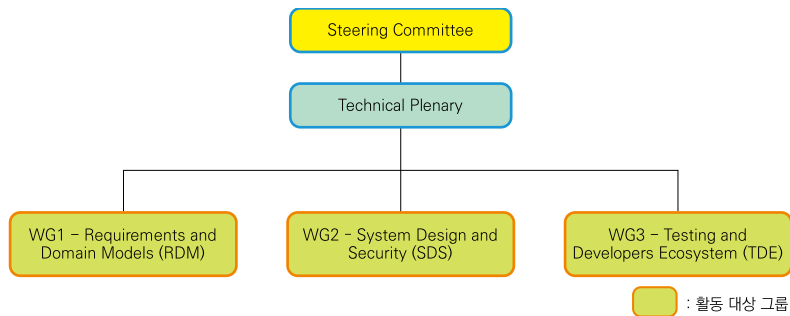 Steering Committee
Technical Plenary
WG1 – Requirements and
Domain Models (RDM)
WG2 – System Design and
Security (SDS)
WG3 – Testing and
Developers Ecosystem (TDE)
: 활동 대상 그룹